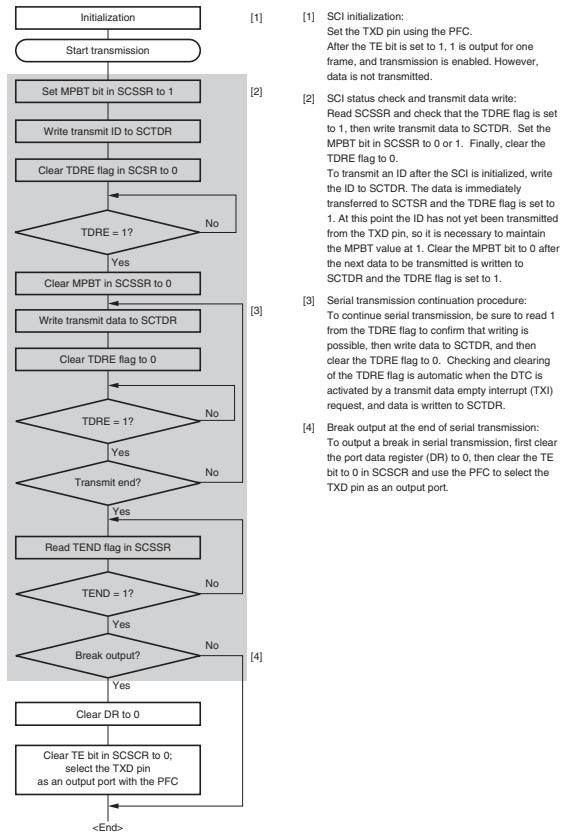 Initialization
[1]
Start transmission
Set MPBT bit in SCSSR to 1
[2]
Write transmit ID to SCTDR
Clear TDRE flag in SCSR to 0
No
TDRE = 1?
Yes
Clear MPBT in SCSSR to 0
[3]
Write transmit data to SCTDR
Clear TDRE flag to 0
No
TDRE = 1?
Yes
No
Transmit end?
Yes
Read TEND flag in SCSSR
No
TEND = 1?
Yes
No
Break output?
[4]
Yes
Clear DR to 0
Clear TE bit in SCSCR to 0;
select the TXD pin
as an output port with the PFC
<End>
[1] SCI initialization:
Set the TXD pin using the PFC.
After the TE bit is set to 1, 1 is output for one
frame, and transmission is enabled. However,
data is not transmitted.
[2] SCI status check and transmit data write:
Read SCSSR and check that the TDRE flag is set
to 1, then write transmit data to SCTDR. Set the
MPBT bit in SCSSR to 0 or 1. Finally, clear the
TDRE flag to 0.
To transmit an ID after the SCI is initialized, write
the ID to SCTDR. The data is immediately
transferred to SCTSR and the TDRE flag is set to
1. At this point the ID has not yet been transmitted
from the TXD pin, so it is necessary to maintain
the MPBT value at 1. Clear the MPBT bit to 0 after
the next data to be transmitted is written to
SCTDR and the TDRE flag is set to 1.
[3] Serial transmission continuation procedure:
To continue serial transmission, be sure to read 1
from the TDRE flag to confirm that writing is
possible, then write data to SCTDR, and then
clear the TDRE flag to 0. Checking and clearing
of the TDRE flag is automatic when the DTC is
activated by a transmit data empty interrupt (TXI)
request, and data is written to SCTDR.
[4] Break output at the end of serial transmission:
To output a break in serial transmission, first clear
the port data register (DR) to 0, then clear the TE
bit to 0 in SCSCR and use the PFC to select the
TXD pin as an output port.